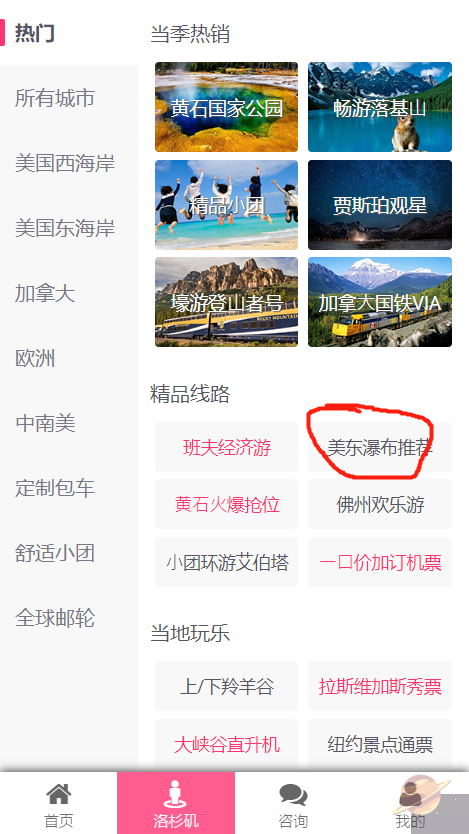 热门
所有城市
美国西海岸
美国东海岸
加拿大
欧洲
中南美
定制包车
舒适小团
全球邮轮
当季热销
黄石国家公园
畅游落基山
精品小团
贾斯珀观星
壕游登山者号
加拿大国铁VIA
ROCKY MOUNTAIN
精品线路
班夫经济游
美东瀑布推荐
黄石火爆抢位
佛州欢乐游
小团环游艾伯塔
一口价加订机票
当地玩乐
上/下羚羊谷
拉斯维加斯秀票
大峡谷直升机
纽约景点通票
首页
洛杉矶
咨询
我的